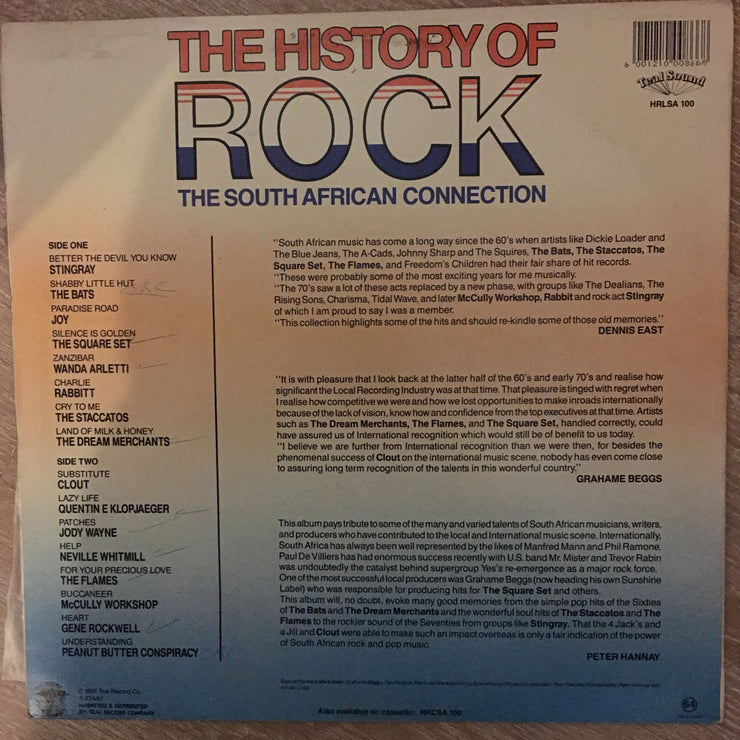 THE HISTORY OF
ROCK
THE SOUTH AFRICAN CONNECTION
6 001210 008660
Teal Sound
HRLSA 100
SIDE ONE
BETTER THE DEVIL YOU KNOW
STINGRAY
SHABBY LITTLE HUT
THE BATS
PARADISE ROAD
JOY
SILENCE IS GOLDEN
THE SQUARE SET
ZANZIBAR
WANDA ARLETTI
CHARLIE
RABBITT
CRY TO ME
THE STACCATOS
LAND OF MILK & HONEY
THE DREAM MERCHANTS
SIDE TWO
SUBSTITUTE
CLOUT
LAZY LIFE
QUENTIN E KLOPJAEGER
PATCHES
JODY WAYNE
HELP
NEVILLE WHITMILL
FOR YOUR PRECIOUS LOVE
THE FLAMES
BUCCANEER
McCULLY WORKSHOP
HEART
GENE ROCKWELL
UNDERSTANDING
PEANUT BUTTER CONSPIRACY
"South African music has come a long way since the 60's when artists like Dickie Loader and
The Blue Jeans, The A-Cads, Johnny Sharp and The Squires, The Bats, The Staccatos, The
Square Set, The Flames, and Freedom's Children had their fair share of hit records.
"These were probably some of the most exciting years for me musically.
"The 70's saw a lot of these acts replaced by a new phase, with groups like The Dealians, The
Rising Sons, Charisma, Tidal Wave, and later McCully Workshop, Rabbit and rock act Stingray
of which I am proud to say I was a member.
"This collection highlights some of the hits and should re-kindle some of those old memories."
DENNIS EAST
"It is with pleasure that I look back at the latter half of the 60's and early 70's and realise how
significant the Local Recording Industry was at that time. That pleasure is tinged with regret when
I realise how competitive we were and how we lost opportunities to make inroads internationally
because of the lack of vision, know how and confidence from the top executives at that time. Artists
such as The Dream Merchants, The Flames, and The Square Set, handled correctly, could
have assured us of International recognition which would still be of benefit to us today.
"I believe we are further from International recognition than we were then, for besides the
phenomenal success of Clout on the international music scene, nobody has even come close
to assuring long term recognition of the talents in this wonderful country."
GRAHAME BEGGS
This album pays tribute to some of the many and varied talents of South African musicians, writers,
and producers who have contributed to the local and International music scene. Internationally,
South Africa has always been well represented by the likes of Manfred Mann and Phil Ramone.
Paul De Villiers has had enormous success recently with U.S. band Mr. Mister and Trevor Rabin
was undoubtedly the catalyst behind supergroup Yes's re-emergence as a major rock force.
One of the most successful local producers was Grahame Beggs (now heading his own Sunshine
Label) who was responsible for producing hits for The Square Set and others.
This album will, no doubt, evoke many good memories from the simple pop hits of the Sixties
of The Bats and The Dream Merchants and the wonderful soul hits of The Staccatos and The
Flames to the rockier sound of the Seventies from groups like Stingray. That the 4 Jack's and
a Jill and Clout were able to make such an impact overseas is only a fair indication of the power
of South African rock and pop music.
PETER HANNAY
© 1987 Teal Record Co.
MARKETED & DISTRIBUTED
BY: TEAL RECORD COMPANY
Also available on cassette: HRCSA 100
64